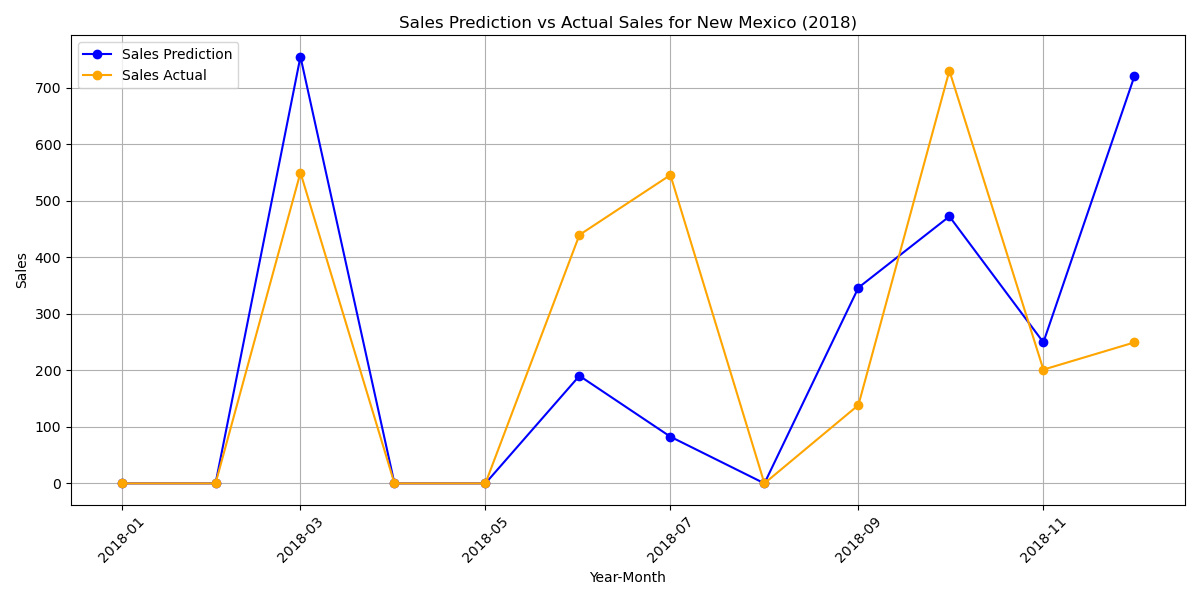 Sales Prediction vs Actual Sales for New Mexico (2018)
Sales Prediction
Sales Actual
700
600
500
400
300
200
100
0
Sales
2018-01
2018-03
2018-05
2018-07
2018-09
2018-11
Year-Month